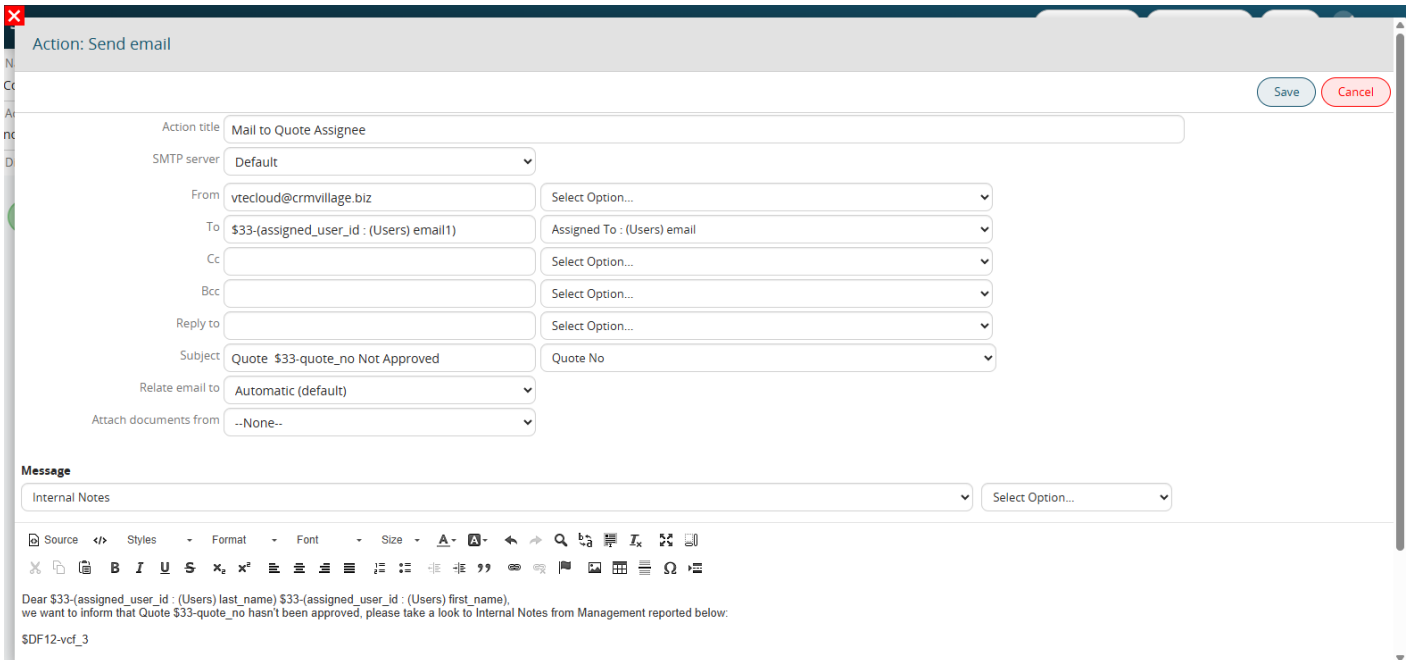 Action: Send email
Save Cancel
Action title Mail to Quote Assignee
SMTP server Default
From vtecloud@crmvillage.biz Select Option...
To $33-(assigned_user_id : (Users) email1) Assigned To : (Users) email
Cc Select Option...
Bcc Select Option...
Reply to Select Option...
Subject Quote  $33-quote_no Not Approved Quote No
Relate email to Automatic (default)
Attach documents from --None--
Message
Internal Notes Select Option...
Source Styles Format Font Size
Dear $33-(assigned_user_id : (Users) last_name) $33-(assigned_user_id : (Users) first_name),
we want to inform that Quote $33-quote_no hasn't been approved, please take a look to Internal Notes from Management reported below:
$DF12-vcf_3